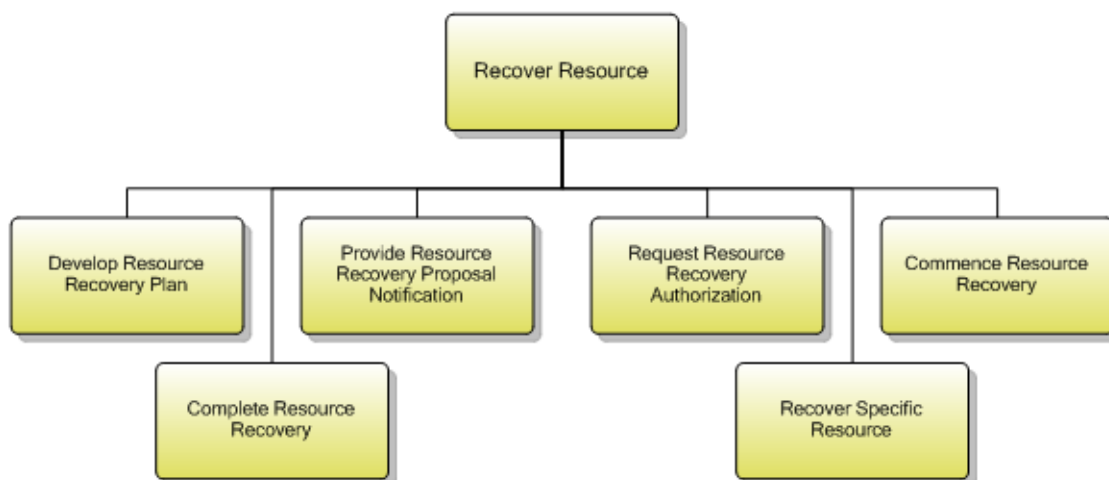 Recover Resource
Develop Resource
Recovery Plan
Provide Resource
Recovery Proposal
Notification
Request Resource
Recovery
Authorization
Commence Resource
Recovery
Complete Resource
Recovery
Recover Specific
Resource